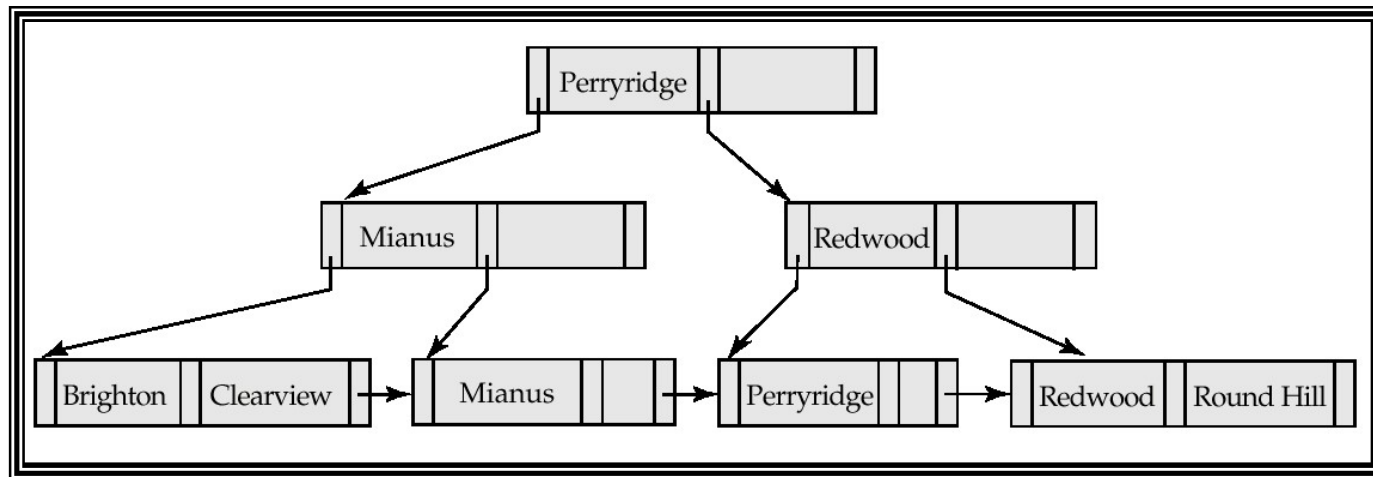 Perryridge
Mianus
Redwood
Brighton Clearview
Mianus
Perryridge
Redwood Round Hill